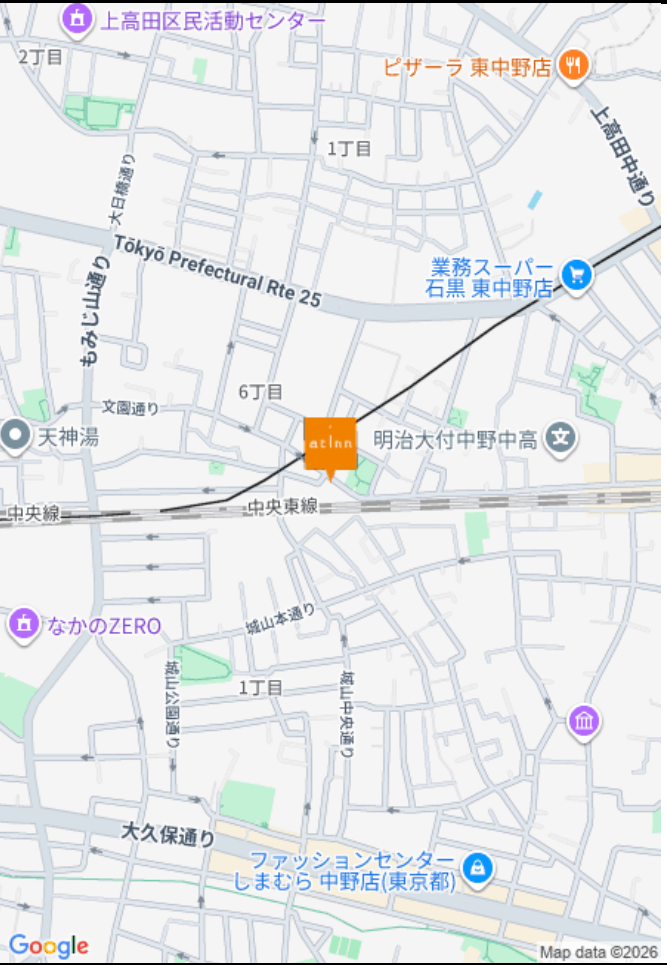 上高田区民活動センター
2丁目
ピザーラ 東中野店
上高田中通り
1丁目
大日橋通り
Tōkyō Prefectural Rte 25
もみじ山通り
業務スーパー
石黒 東中野店
6丁目
文園通り
天神湯
at Inn
明治大付中野中高
文
中央線
中央東線
なかのZERO
城山本通り
城山公園通り
1丁目
城山中央通り
大久保通り
ファッションセンター
しまむら 中野店(東京都)
Google
Map data ©2026